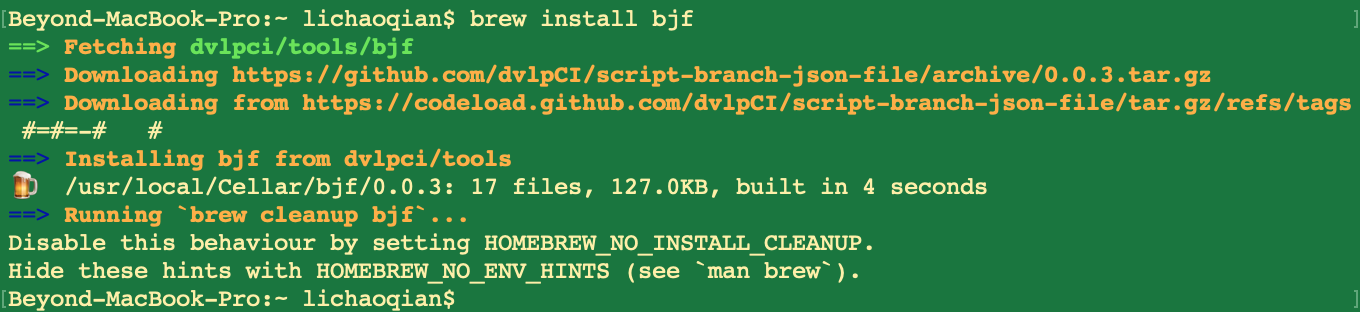 [Beyond-MacBook-Pro:~ lichaoqian$ brew install bjf ]
==> Fetching dvlpci/tools/bjf
==> Downloading https://github.com/dvlpCI/script-branch-json-file/archive/0.0.3.tar.gz
==> Downloading from https://codeload.github.com/dvlpCI/script-branch-json-file/tar.gz/refs/tags
#=#=-#   #
==> Installing bjf from dvlpci/tools
🍺  /usr/local/Cellar/bjf/0.0.3: 17 files, 127.0KB, built in 4 seconds
==> Running `brew cleanup bjf`...
Disable this behaviour by setting HOMEBREW_NO_INSTALL_CLEANUP.
Hide these hints with HOMEBREW_NO_ENV_HINTS (see `man brew`).
[Beyond-MacBook-Pro:~ lichaoqian$ ]